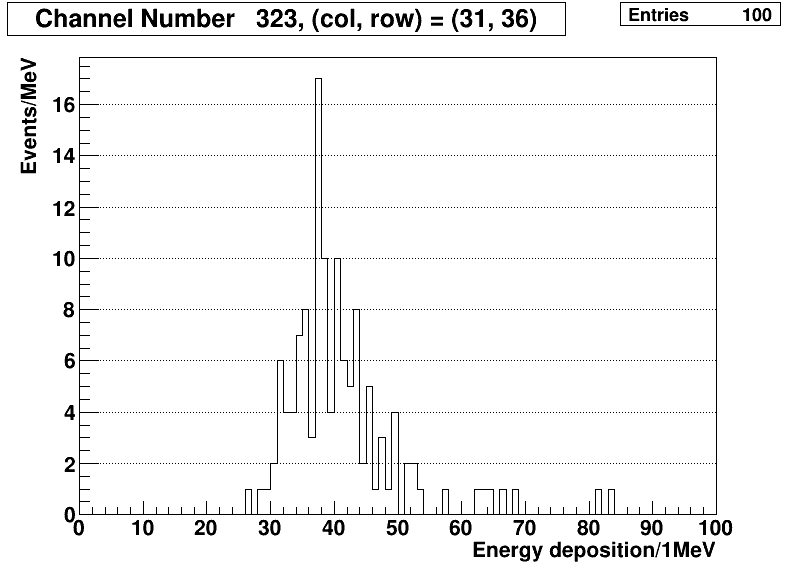 Channel Number 323, (col, row) = (31, 36)
Entries 100
Events/MeV
16
14
12
10
8
6
4
2
0
0 10 20 30 40 50 60 70 80 90 100
Energy deposition/1MeV